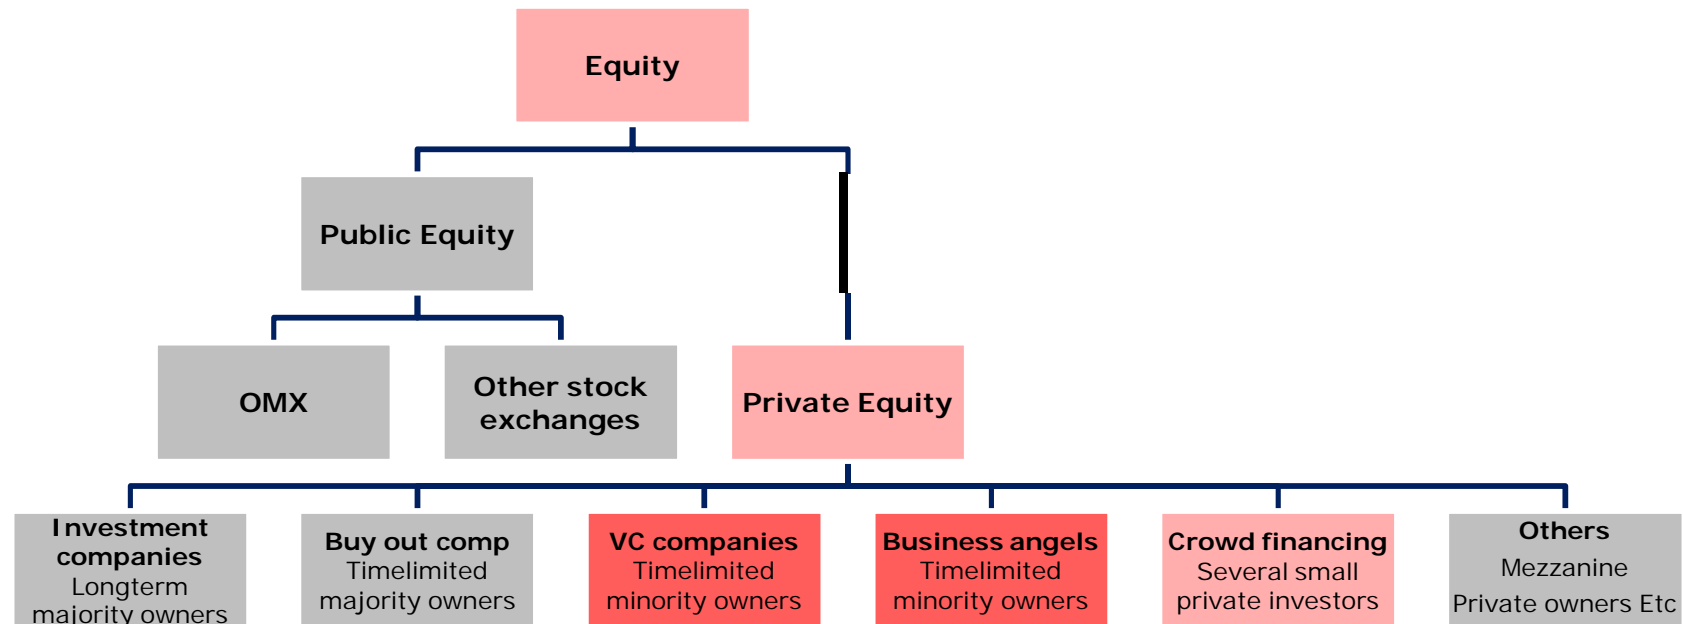 Equity
Public Equity
OMX
Other stock
exchanges
Private Equity
Investment
companies
Longterm
majority owners
Buy out comp
Timelimited
majority owners
VC companies
Timelimited
minority owners
Business angels
Timelimited
minority owners
Crowd financing
Several small
private investors
Others
Mezzanine
Private owners Etc